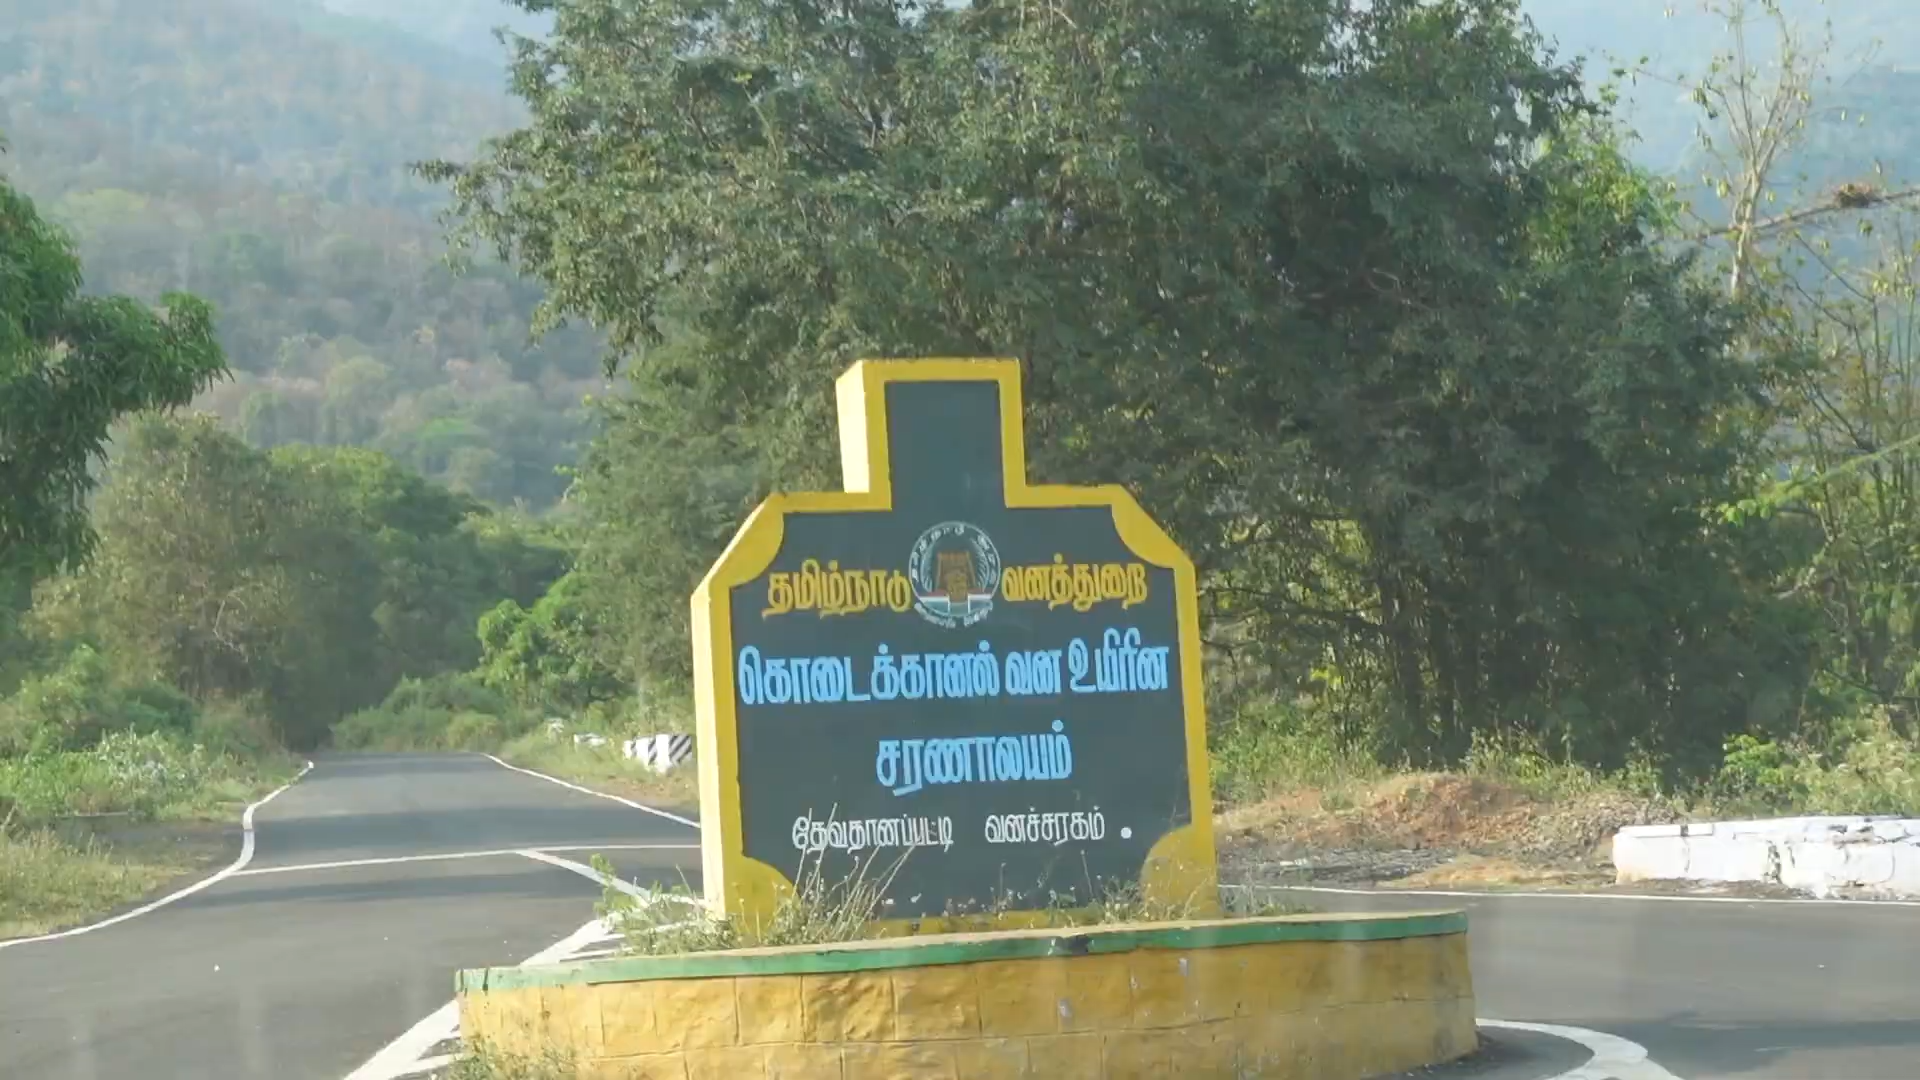 தமிழ்நாடு வனத்துறை
கொடைக்கானல் வன உயிரின
சரணாலயம்
தேவதானப்பட்டி வனச்சரகம் .